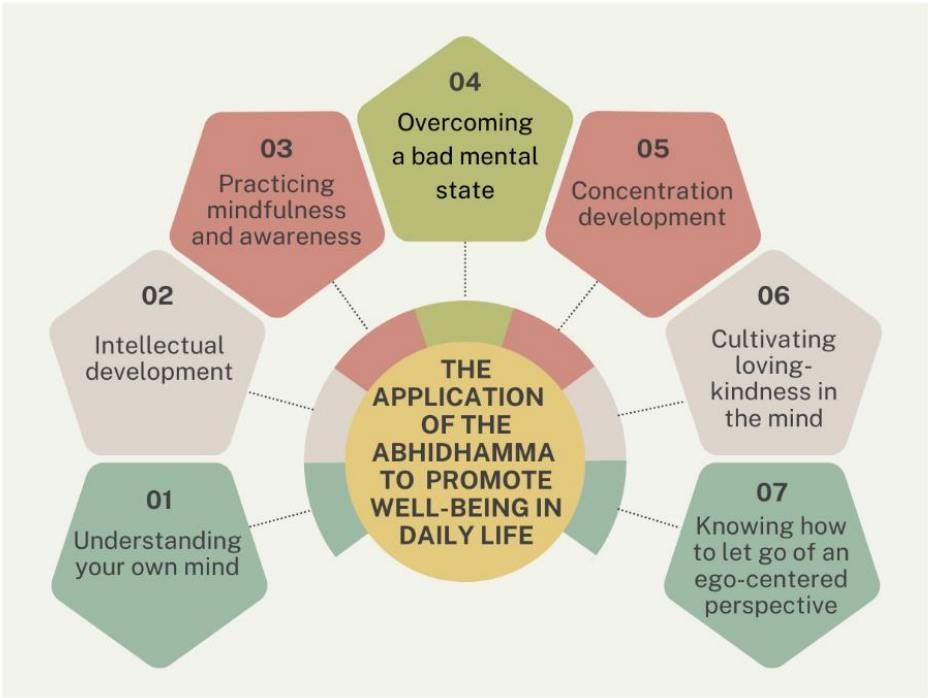 01
Understanding
your own mind
02
Intellectual
development
03
Practicing
mindfulness
and awareness
04
Overcoming
a bad mental
state
05
Concentration
development
06
Cultivating
loving-
kindness in
the mind
07
Knowing how
to let go of an
ego-centered
perspective
THE
APPLICATION
OF THE
ABHIDHAMMA
TO PROMOTE
WELL-BEING IN
DAILY LIFE